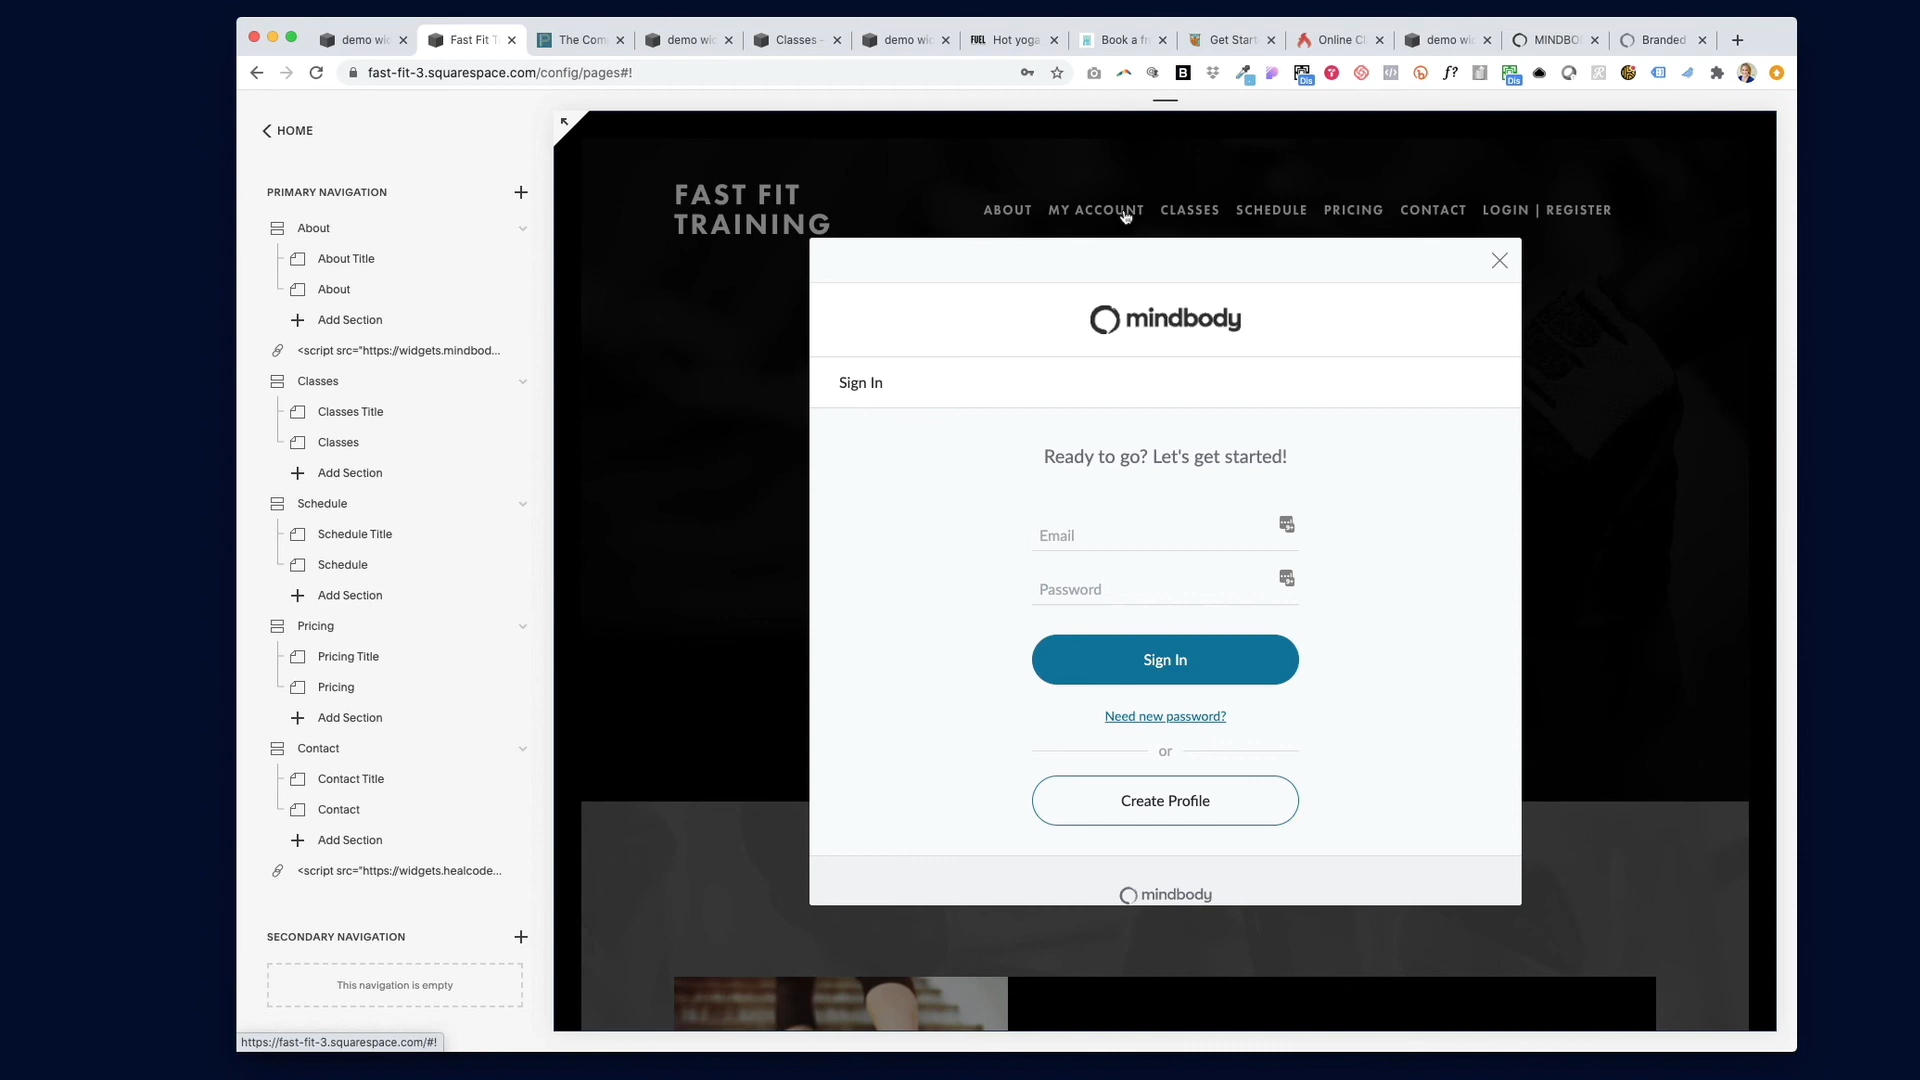 demo wi
Fast Fit T
The Com
demo wi
Classes -
demo wi
FUEL Hot yoga
Book a fr
Get Start
Online Cl
demo wi
MINDBO
Branded
fast-fit-3.squarespace.com/config/pages#!
HOME
PRIMARY NAVIGATION
About
About Title
About
Add Section
<script src="https://widgets.mindbod...
Classes
Classes Title
Classes
Add Section
Schedule
Schedule Title
Schedule
Add Section
Pricing
Pricing Title
Pricing
Add Section
Contact
Contact Title
Contact
Add Section
<script src="https://widgets.healcode...
SECONDARY NAVIGATION
This navigation is empty
https://fast-fit-3.squarespace.com/#!
FAST FIT
TRAINING
ABOUT MY ACCOUNT CLASSES SCHEDULE PRICING CONTACT LOGIN | REGISTER
mindbody
Sign In
Ready to go? Let's get started!
Email
Password
Sign In
Need new password?
or
Create Profile
mindbody